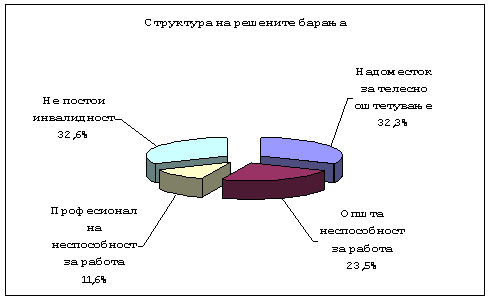 Структура на решените барања
Надоместок
за телесно
оштетување
32,3%
Не постои
инвалидност
32,6%
Професионал
на
неспособност
за работа
11,6%
Општа
неспособност
за работа
23,5%